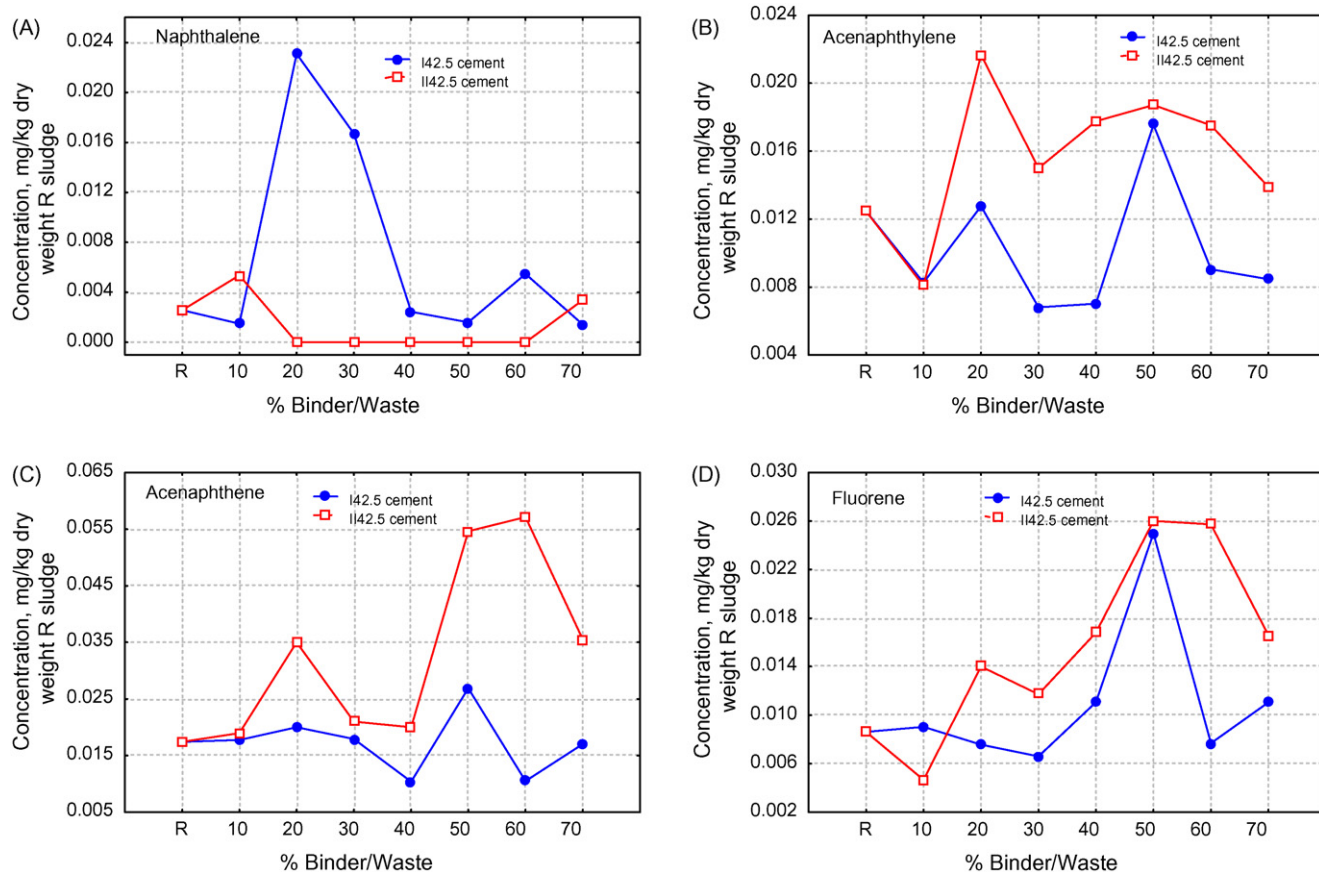 (A)
Naphthalene
I42.5 cement
II42.5 cement
Concentration, mg/kg dry
weight R sludge
0.024
0.020
0.016
0.012
0.008
0.004
0.000
R 10 20 30 40 50 60 70
% Binder/Waste
(B)
Acenaphthylene
I42.5 cement
II42.5 cement
Concentration, mg/kg dry
weight R sludge
0.024
0.020
0.016
0.012
0.008
0.004
R 10 20 30 40 50 60 70
% Binder/Waste
(C)
Acenaphthene
I42.5 cement
II42.5 cement
Concentration, mg/kg dry
weight R sludge
0.065
0.055
0.045
0.035
0.025
0.015
0.005
R 10 20 30 40 50 60 70
% Binder/Waste
(D)
Fluorene
I42.5 cement
II42.5 cement
Concentration, mg/kg dry
weight R sludge
0.030
0.026
0.022
0.018
0.014
0.010
0.006
0.002
R 10 20 30 40 50 60 70
% Binder/Waste